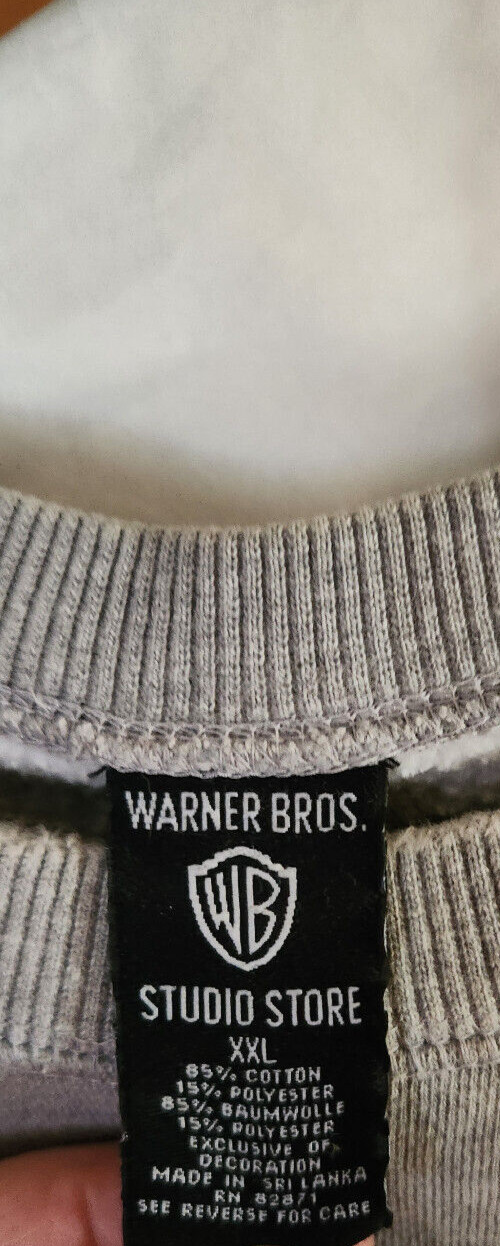 WARNER BROS.
WB
STUDIO STORE
XXL
85% COTTON
15% POLYESTER
85% BAUMWOLLE
15% POLYESTER
EXCLUSIVE OF
DECORATION
MADE IN SRI LANKA
RN 82871
SEE REVERSE FOR CARE